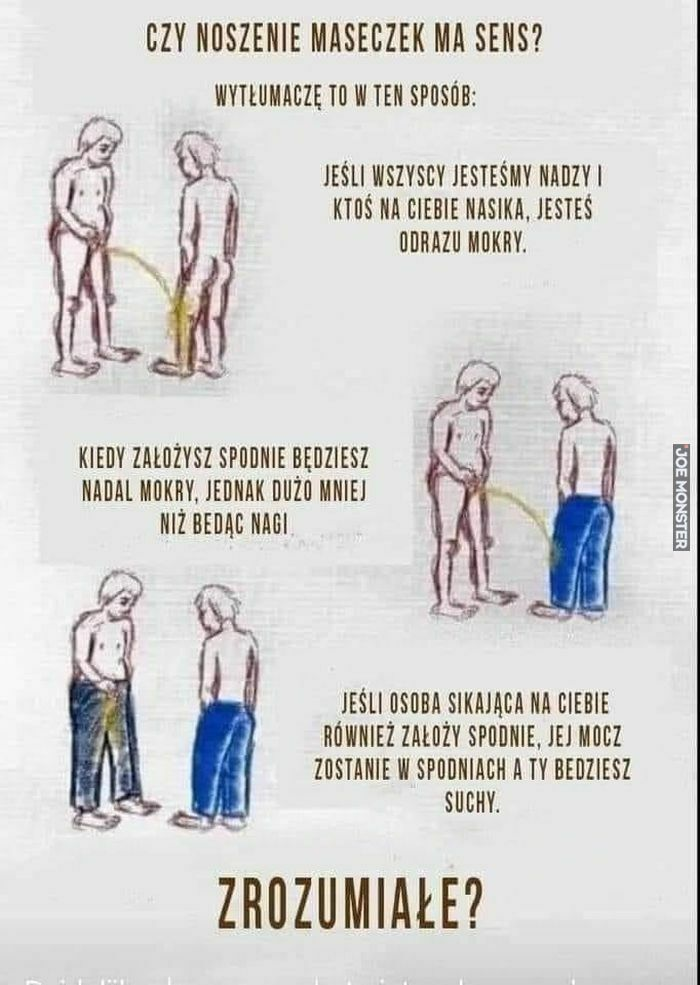 CZY NOSZENIE MASECZEK MA SENS?
WYTŁUMACZĘ TO W TEN SPOSÓB:
JEŚLI WSZYSCY JESTEŚMY NADZY I
KTOŚ NA CIEBIE NASIKA, JESTEŚ
ODRAZU MOKRY.
KIEDY ZAŁOŻYSZ SPODNIE BĘDZIESZ
NADAL MOKRY, JEDNAK DUŻO MNIEJ
NIŻ BEDĄC NAGI
JOE MONSTER
JEŚLI OSOBA SIKAJĄCA NA CIEBIE
RÓWNIEŻ ZAŁOŻY SPODNIE, JEJ MOCZ
ZOSTANIE W SPODNIACH A TY BEDZIESZ
SUCHY.
ZROZUMIAŁE?